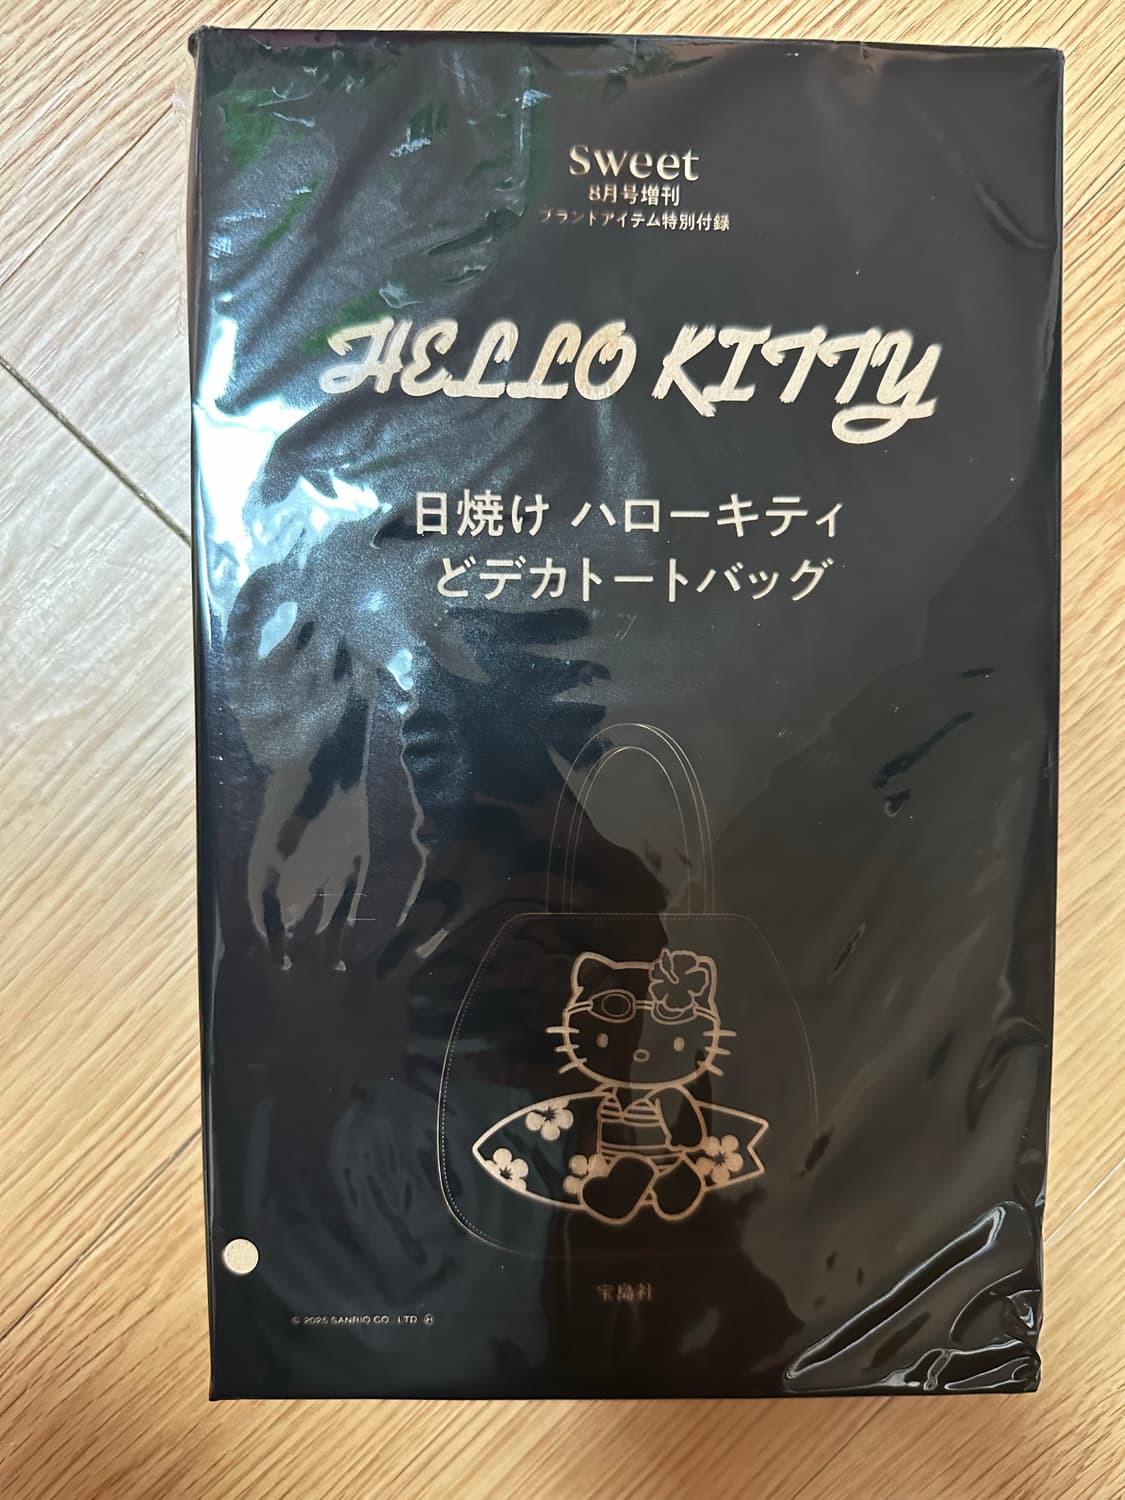 sweet
8月号増刊
ブランドアイテム特別付録
HELLO KITTY
日焼け ハローキティ
どデカトートバッグ
宝島社
© 2025 SANRIO CO., LTD. Ⓗ